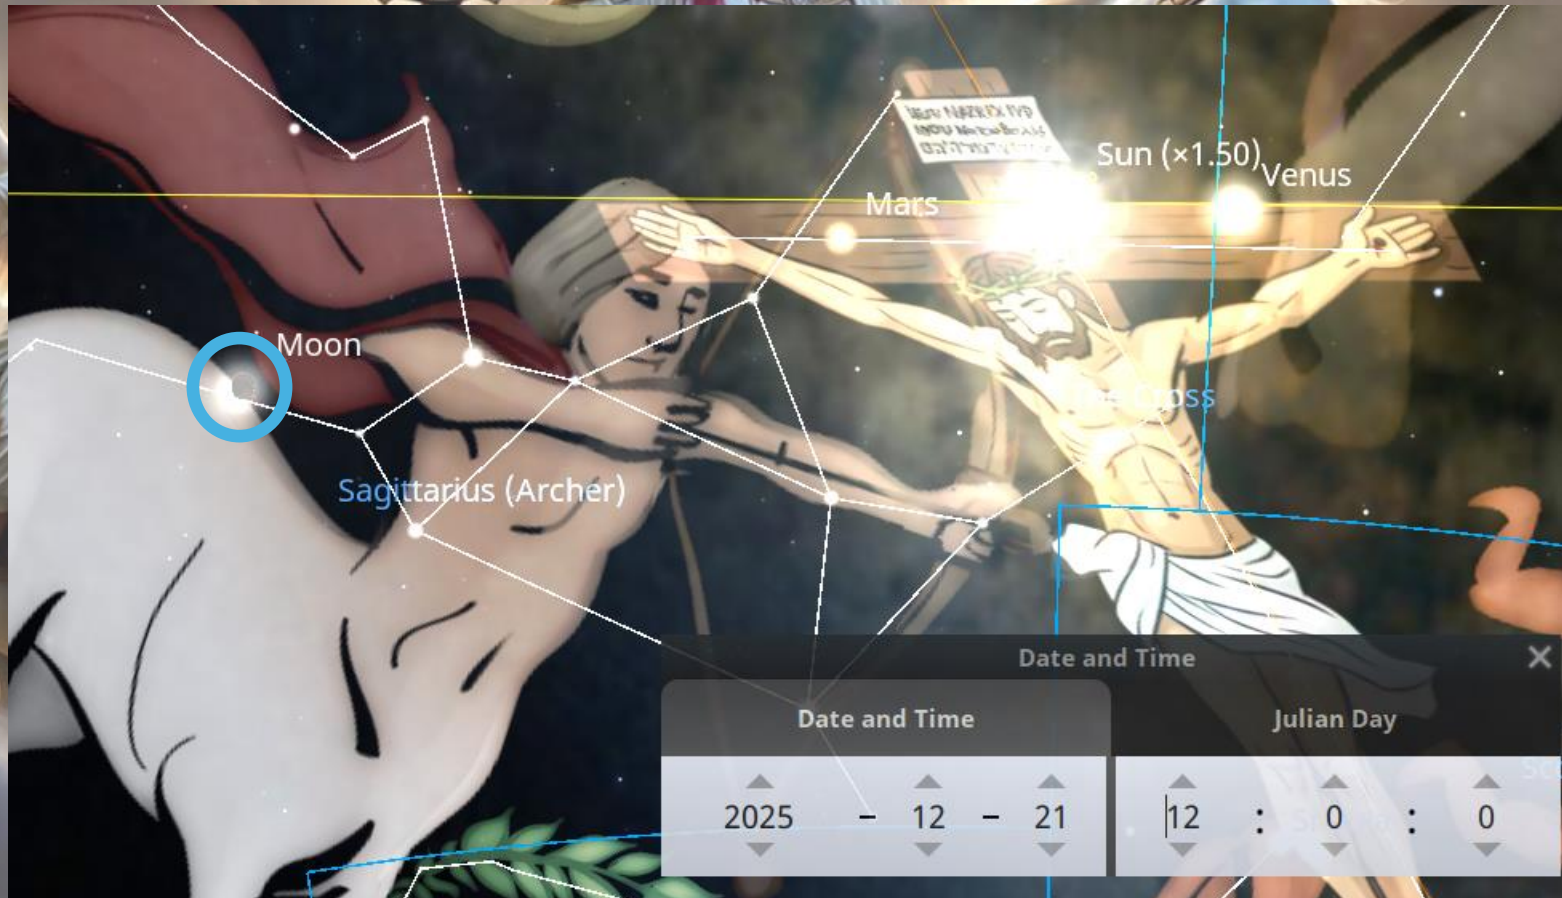 Sun (×1.50)
Venus
Mars
Moon
Cross
Sagittarius (Archer)
Date and Time ×
Date and Time
Julian Day
2025 – 12 – 21
12 : 0 : 0